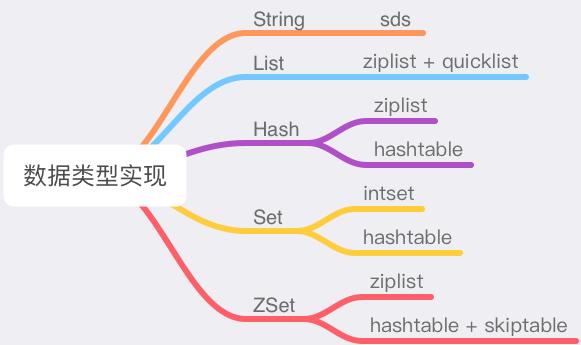 数据类型实现
String
sds
List
ziplist + quicklist
Hash
ziplist
hashtable
Set
intset
hashtable
ZSet
ziplist
hashtable + skiptable